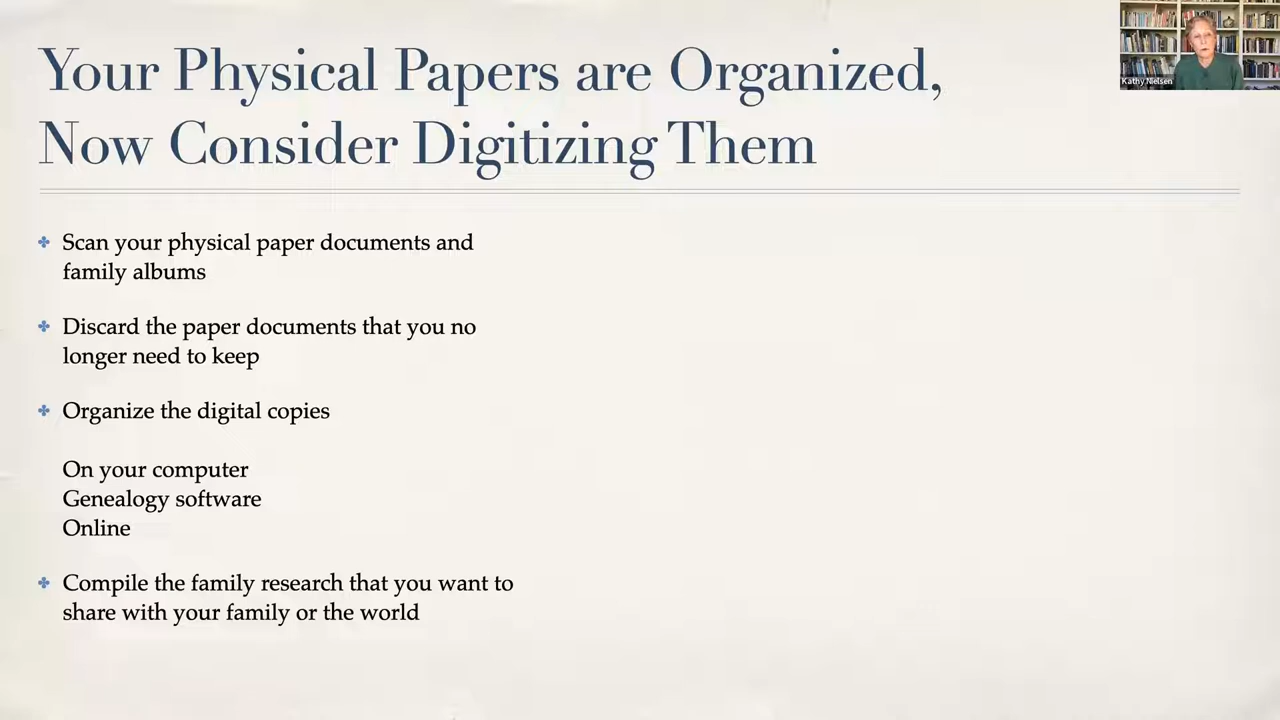 Your Physical Papers are Organized,
Now Consider Digitizing Them
Kathy Nielsen
Scan your physical paper documents and
family albums
Discard the paper documents that you no
longer need to keep
Organize the digital copies
On your computer
Genealogy software
Online
Compile the family research that you want to
share with your family or the world